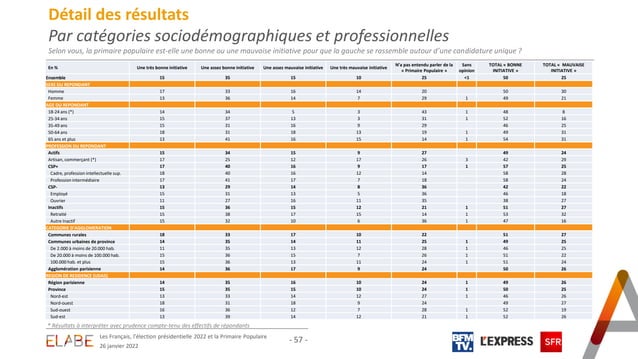 Détail des résultats
Par catégories sociodémographiques et professionnelles
Selon vous, la primaire populaire est-elle une bonne ou une mauvaise initiative pour que la gauche se rassemble autour d'une candidature unique ?
En % Une très bonne initiative Une assez bonne initiative Une assez mauvaise initiative Une très mauvaise initiative N'a pas entendu parler de la « Primaire Populaire » Sans opinion TOTAL « BONNE INITIATIVE » TOTAL « MAUVAISE INITIATIVE »
Ensemble 15 35 15 10 25 <1 50 25
SEXE DU REPONDANT
Homme 17 33 16 14 20 50 30
Femme 13 36 14 7 29 1 49 21
AGE DU REPONDANT
18-24 ans (*) 14 34 5 3 43 1 48 8
25-34 ans 15 37 13 3 31 1 52 16
35-49 ans 15 31 16 9 29 46 25
50-64 ans 18 31 18 13 19 1 49 31
65 ans et plus 13 41 16 15 14 1 54 31
PROFESSION DU REPONDANT
Actifs 15 34 15 9 27 49 24
Artisan, commerçant (*) 17 25 12 17 26 3 42 29
CSP+ 17 40 16 9 17 1 57 25
Cadre, profession intellectuelle sup. 18 40 16 12 14 58 28
Profession intermédiaire 17 41 17 7 18 58 24
CSP- 13 29 14 8 36 42 22
Employé 15 31 13 5 36 46 18
Ouvrier 11 27 16 11 35 38 27
Inactifs 15 36 15 12 21 1 51 27
Retraité 15 38 17 15 14 1 53 32
Autre Inactif 15 32 10 6 36 1 47 16
CATEGORIE D'AGGLOMERATION
Communes rurales 18 33 17 10 22 51 27
Communes urbaines de province 14 35 14 11 25 1 49 25
De 2.000 à moins de 20.000 hab. 11 35 13 12 28 1 46 25
De 20.000 à moins de 100.000 hab. 15 36 15 7 26 1 51 22
100.000 hab. et plus 15 36 13 11 24 1 51 24
Agglomération parisienne 14 36 17 9 24 50 26
REGION DE RESIDENCE (UDA5)
Région parisienne 14 35 16 10 24 1 49 26
Province 15 35 15 10 24 1 50 25
Nord-est 13 33 14 12 27 1 46 26
Nord-ouest 18 31 18 9 24 49 27
Sud-ouest 16 36 12 7 28 1 52 19
Sud-est 13 39 14 12 21 1 52 26
* Résultats à interpréter avec prudence compte-tenu des effectifs de répondants
ELABE
Les Français, l'élection présidentielle 2022 et la Primaire Populaire
26 janvier 2022
- 57 -
BFM TV.
L'EXPRESS
SFR